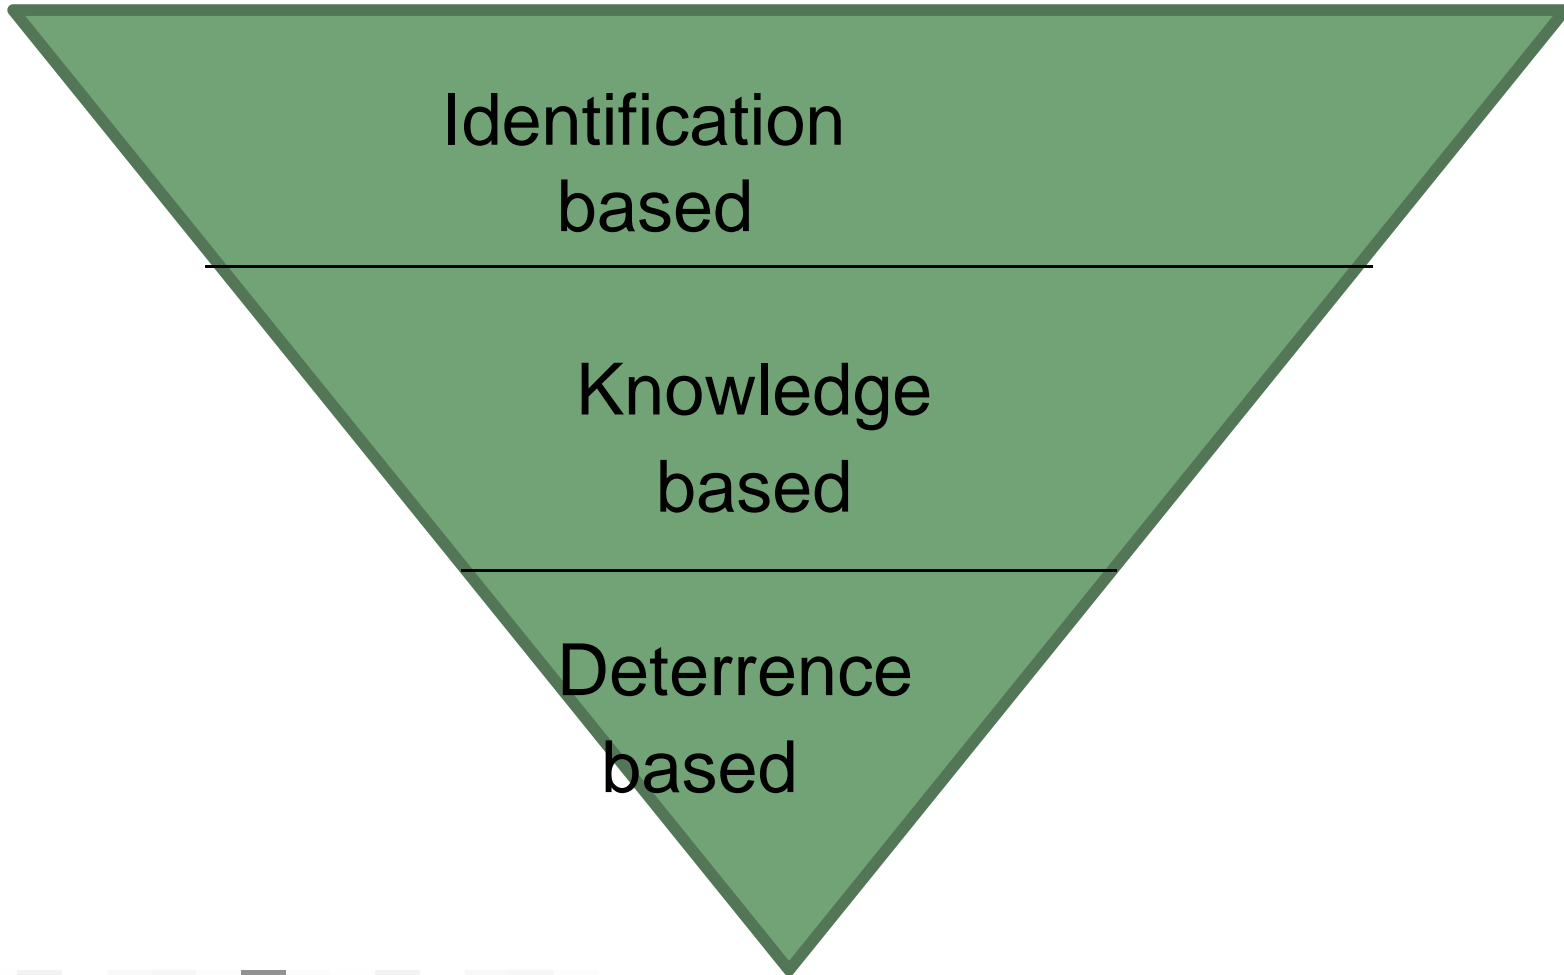 Identification
based
Knowledge
based
Deterrence
based